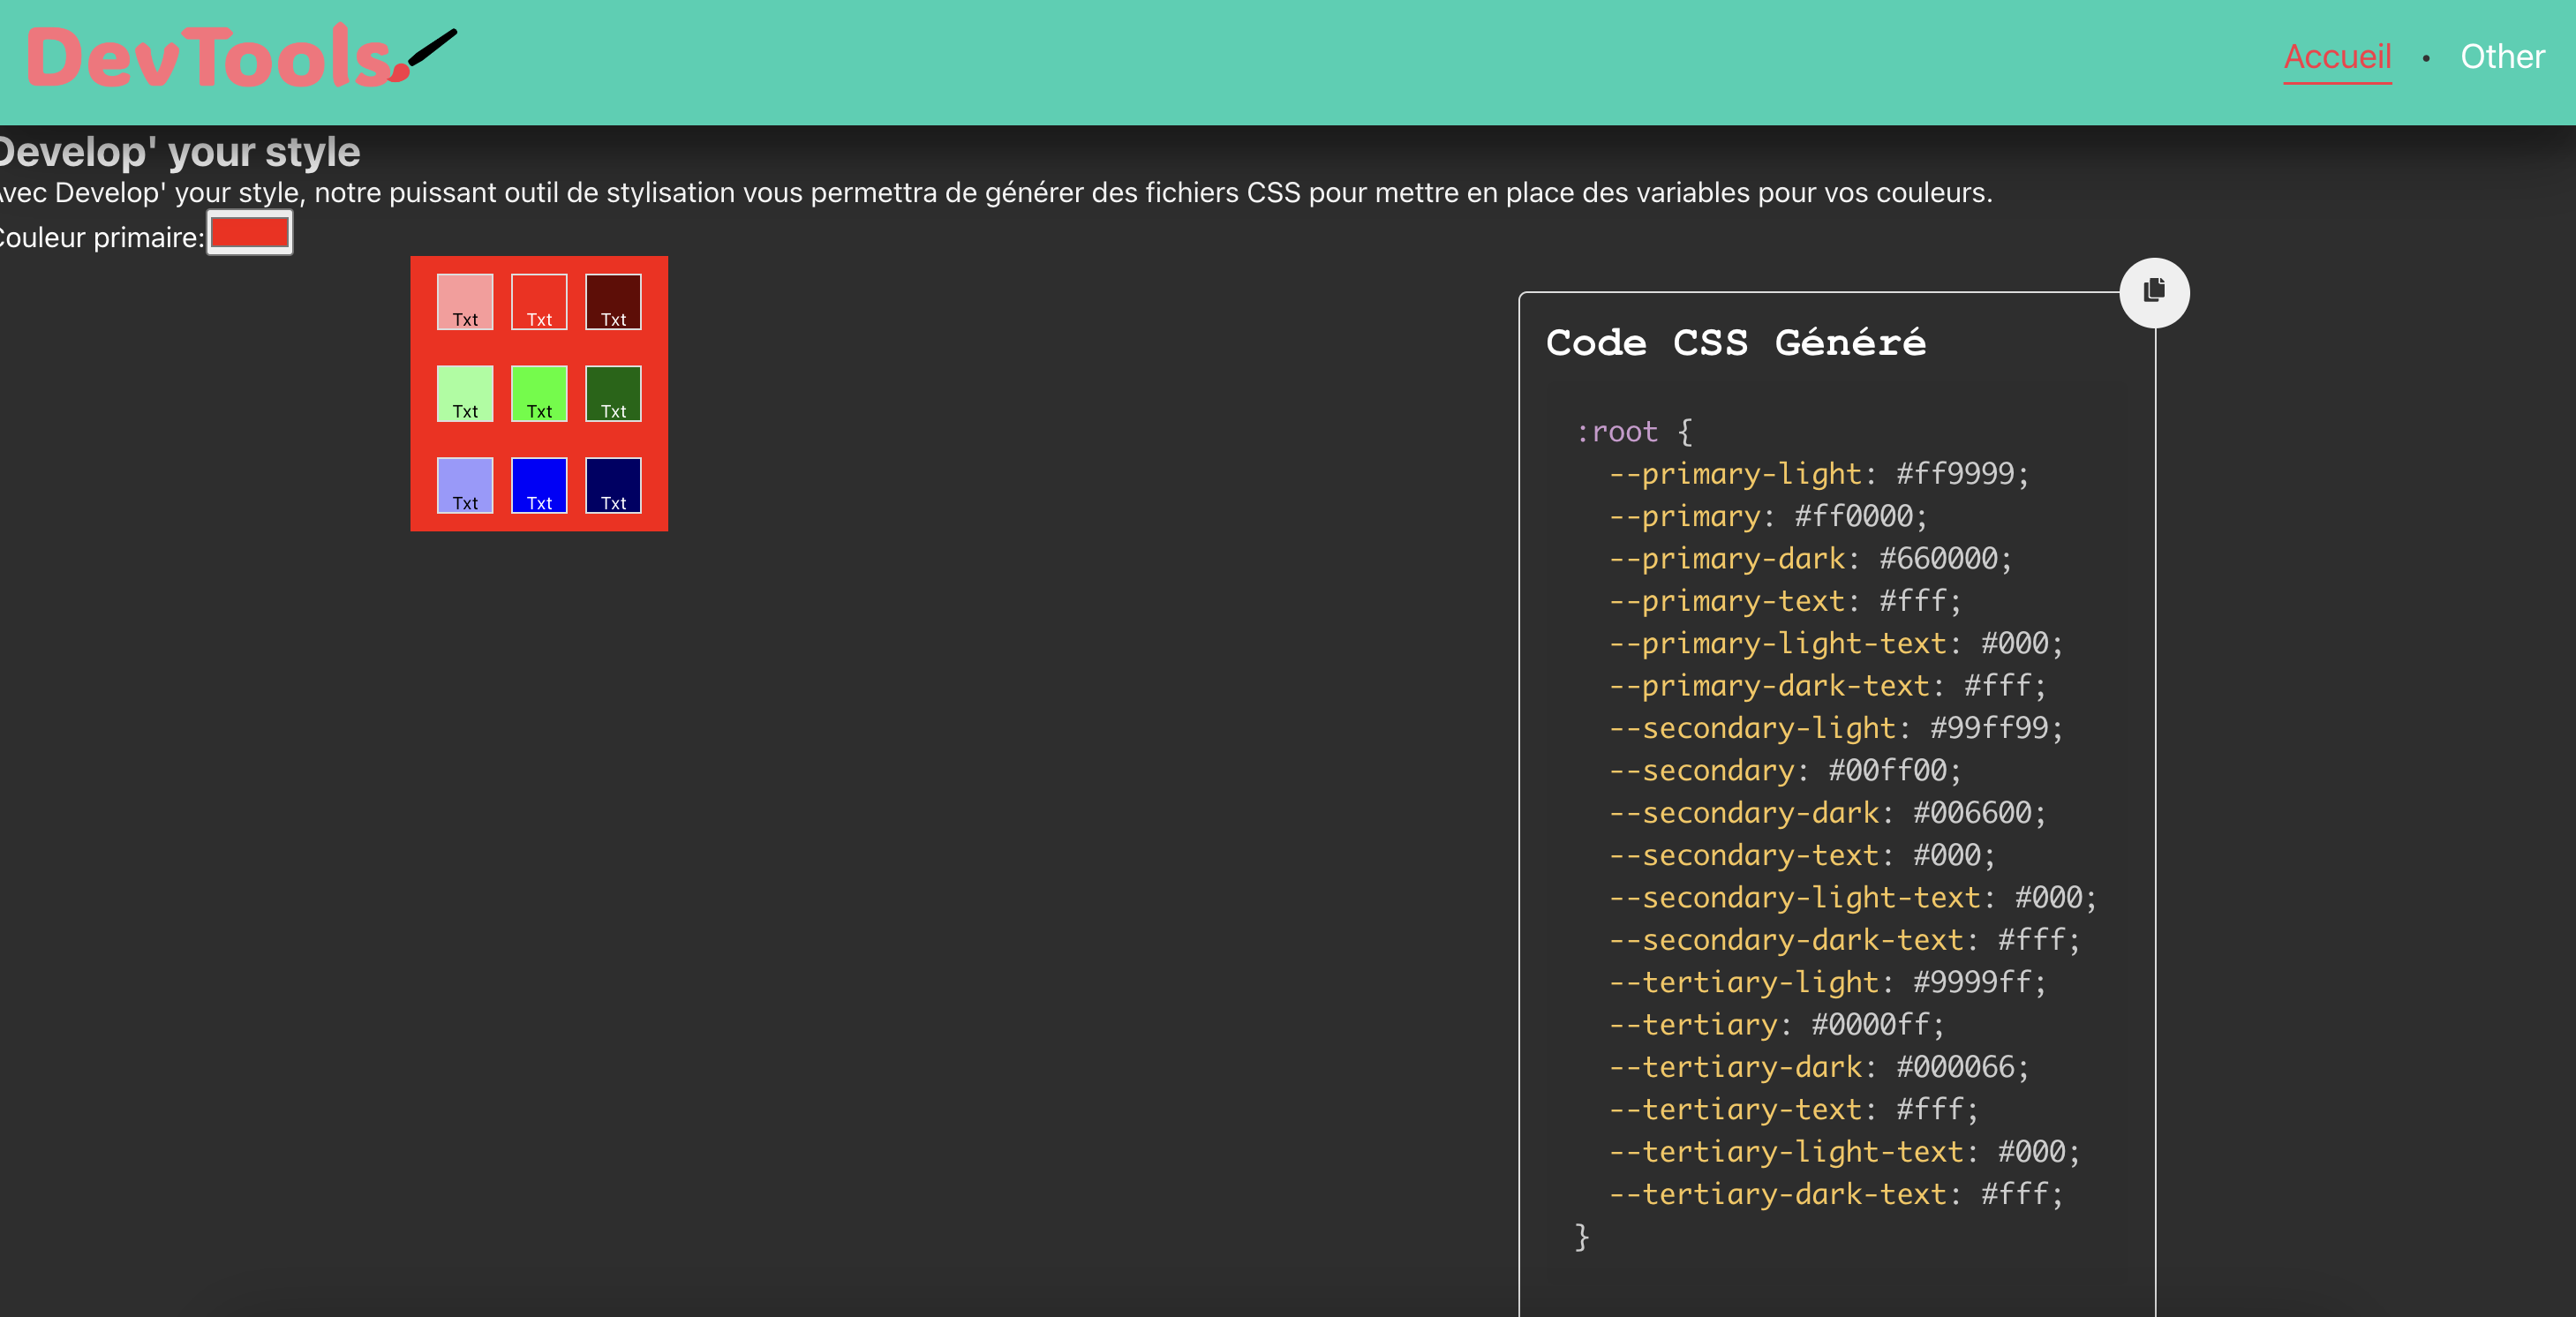 DevTools
Accueil • Other
Develop' your style
Avec Develop' your style, notre puissant outil de stylisation vous permettra de générer des fichiers CSS pour mettre en place des variables pour vos couleurs.
Couleur primaire:
Txt Txt Txt
Txt Txt Txt
Txt Txt Txt
Code CSS Généré
:root {
--primary-light: #ff9999;
--primary: #ff0000;
--primary-dark: #660000;
--primary-text: #fff;
--primary-light-text: #000;
--primary-dark-text: #fff;
--secondary-light: #99ff99;
--secondary: #00ff00;
--secondary-dark: #006600;
--secondary-text: #000;
--secondary-light-text: #000;
--secondary-dark-text: #fff;
--tertiary-light: #9999ff;
--tertiary: #0000ff;
--tertiary-dark: #000066;
--tertiary-text: #fff;
--tertiary-light-text: #000;
--tertiary-dark-text: #fff;
}